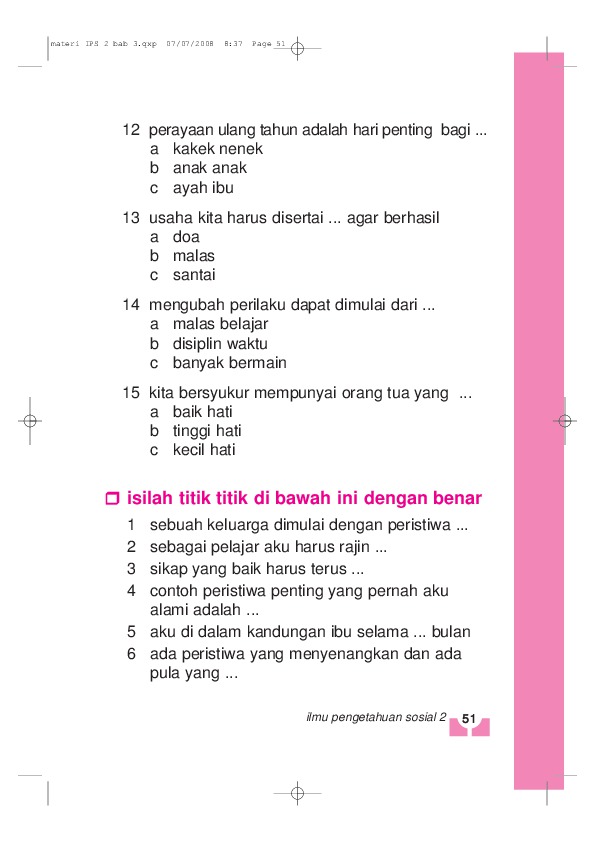 materi IPS 2 bab 3.qxp 07/07/2008 8:37 Page 51
12 perayaan ulang tahun adalah hari penting bagi ...
a kakek nenek
b anak anak
c ayah ibu
13 usaha kita harus disertai ... agar berhasil
a doa
b malas
c santai
14 mengubah perilaku dapat dimulai dari ...
a malas belajar
b disiplin waktu
c banyak bermain
15 kita bersyukur mempunyai orang tua yang ...
a baik hati
b tinggi hati
c kecil hati
❒ isilah titik titik di bawah ini dengan benar
1 sebuah keluarga dimulai dengan peristiwa ...
2 sebagai pelajar aku harus rajin ...
3 sikap yang baik harus terus ...
4 contoh peristiwa penting yang pernah aku
alami adalah ...
5 aku di dalam kandungan ibu selama ... bulan
6 ada peristiwa yang menyenangkan dan ada
pula yang ...
ilmu pengetahuan sosial 2 51